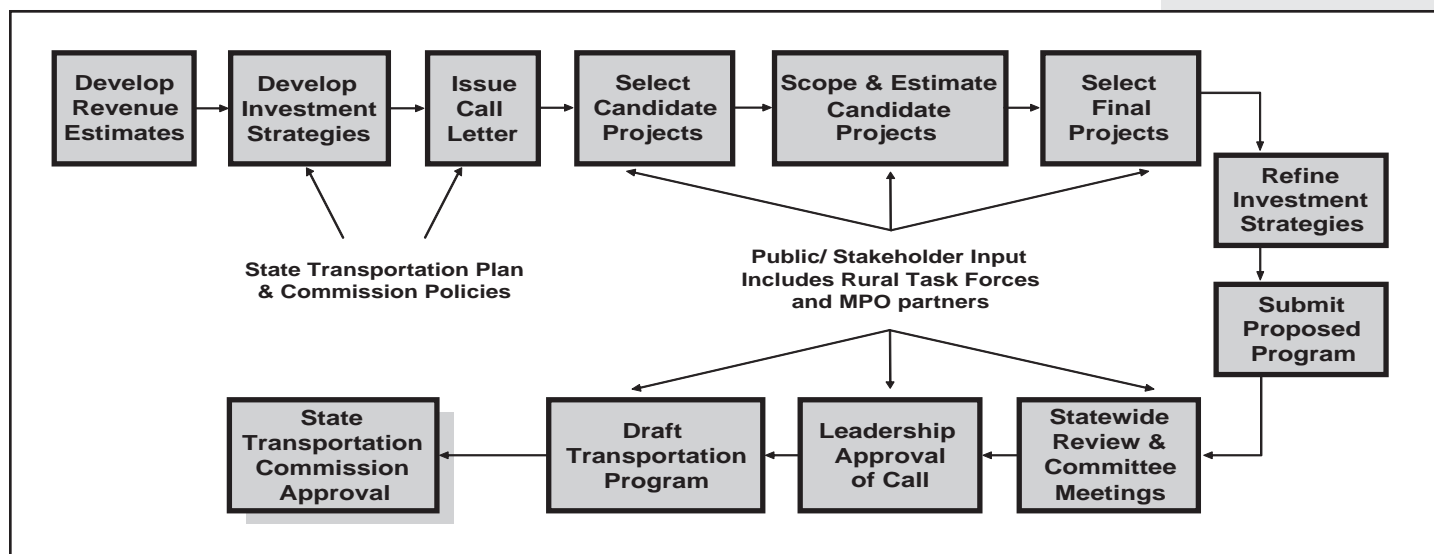 Develop
Revenue
Estimates
Develop
Investment
Strategies
Issue
Call
Letter
Select
Candidate
Projects
Scope & Estimate
Candidate
Projects
Select
Final
Projects
Refine
Investment
Strategies
State Transportation Plan
& Commission Policies
Public/ Stakeholder Input
Includes Rural Task Forces
and MPO partners
Submit
Proposed
Program
State
Transportation
Commission
Approval
Draft
Transportation
Program
Leadership
Approval
of Call
Statewide
Review &
Committee
Meetings